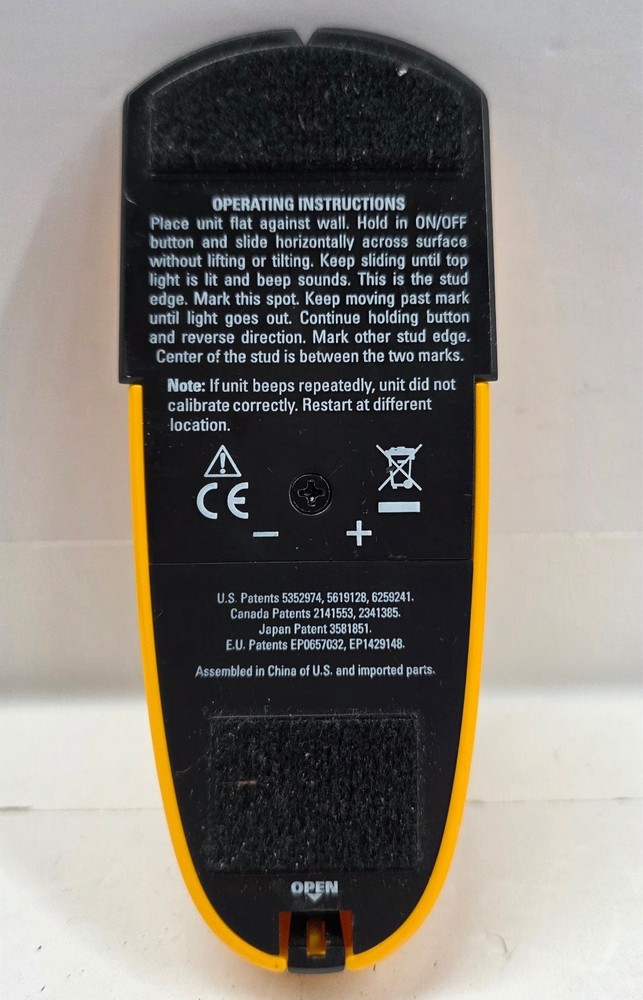 OPERATING INSTRUCTIONS
Place unit flat against wall. Hold in ON/OFF
button and slide horizontally across surface
without lifting or tilting. Keep sliding until top
light is lit and beep sounds. This is the stud
edge. Mark this spot. Keep moving past mark
until light goes out. Continue holding button
and reverse direction. Mark other stud edge.
Center of the stud is between the two marks.
Note: If unit beeps repeatedly, unit did not
calibrate correctly. Restart at different
location.
CE
− +
U.S. Patents 5352974, 5619128, 6259241.
Canada Patents 2141553, 2341385.
Japan Patent 3581851.
E.U. Patents EP0657032, EP1429148.
Assembled in China of U.S. and imported parts.
OPEN